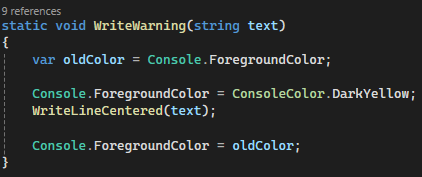 9 references
static void WriteWarning(string text)
{
    var oldColor = Console.ForegroundColor;
    Console.ForegroundColor = ConsoleColor.DarkYellow;
    WriteLineCentered(text);
    Console.ForegroundColor = oldColor;
}